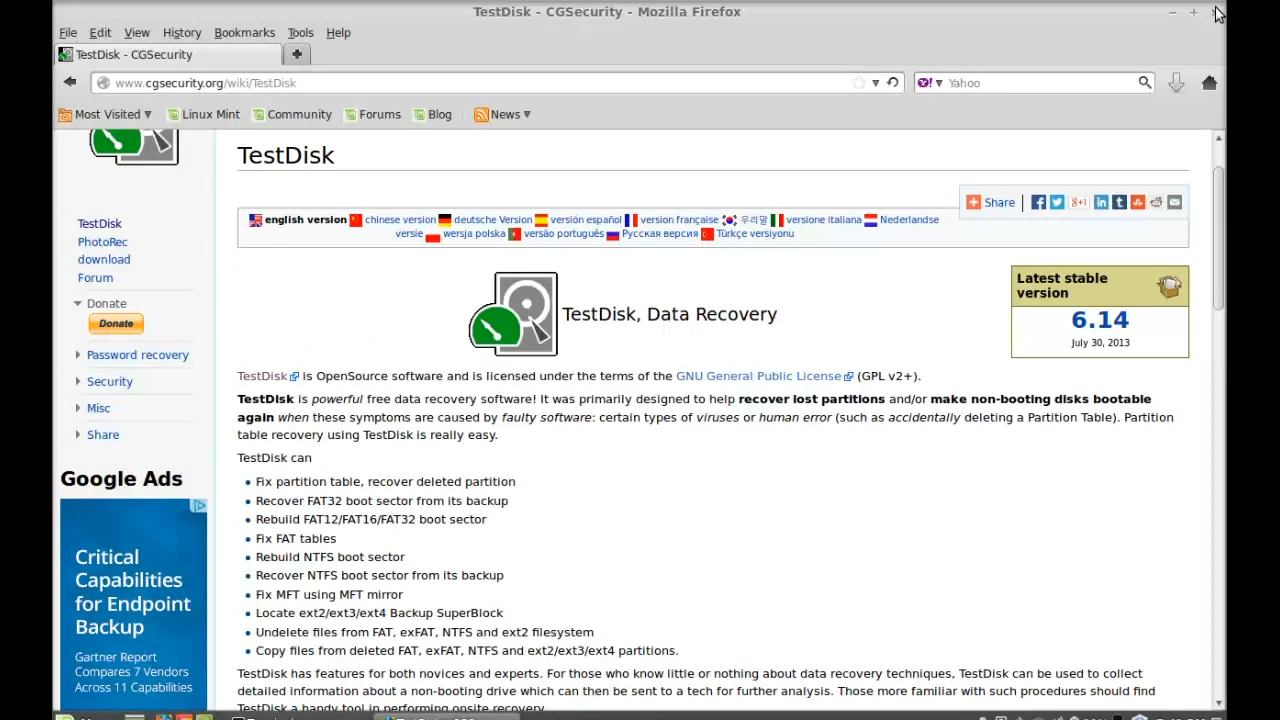 TestDisk - CGSecurity - Mozilla Firefox
File Edit View History Bookmarks Tools Help
TestDisk - CGSecurity
www.cgsecurity.org/wiki/TestDisk
Yahoo
Most Visited Linux Mint Community Forums Blog News
TestDisk
Share
english version chinese version deutsche Version versión español version française 우리말 versione italiana Nederlandse
versie wersja polska versão português Русская версия Türkçe versiyonu
TestDisk
PhotoRec
download
Forum
Donate
Donate
Password recovery
Security
Misc
Share
Google Ads
Critical
Capabilities
for Endpoint
Backup
Gartner Report
Compares 7 Vendors
Across 11 Capabilities
TestDisk, Data Recovery
Latest stable
version
6.14
July 30, 2013
TestDisk is OpenSource software and is licensed under the terms of the GNU General Public License (GPL v2+).
TestDisk is powerful free data recovery software! It was primarily designed to help recover lost partitions and/or make non-booting disks bootable
again when these symptoms are caused by faulty software: certain types of viruses or human error (such as accidentally deleting a Partition Table). Partition
table recovery using TestDisk is really easy.
TestDisk can
Fix partition table, recover deleted partition
Recover FAT32 boot sector from its backup
Rebuild FAT12/FAT16/FAT32 boot sector
Fix FAT tables
Rebuild NTFS boot sector
Recover NTFS boot sector from its backup
Fix MFT using MFT mirror
Locate ext2/ext3/ext4 Backup SuperBlock
Undelete files from FAT, exFAT, NTFS and ext2 filesystem
Copy files from deleted FAT, exFAT, NTFS and ext2/ext3/ext4 partitions.
TestDisk has features for both novices and experts. For those who know little or nothing about data recovery techniques, TestDisk can be used to collect
detailed information about a non-booting drive which can then be sent to a tech for further analysis. Those more familiar with such procedures should find
TestDisk a handy tool in performing onsite recovery.